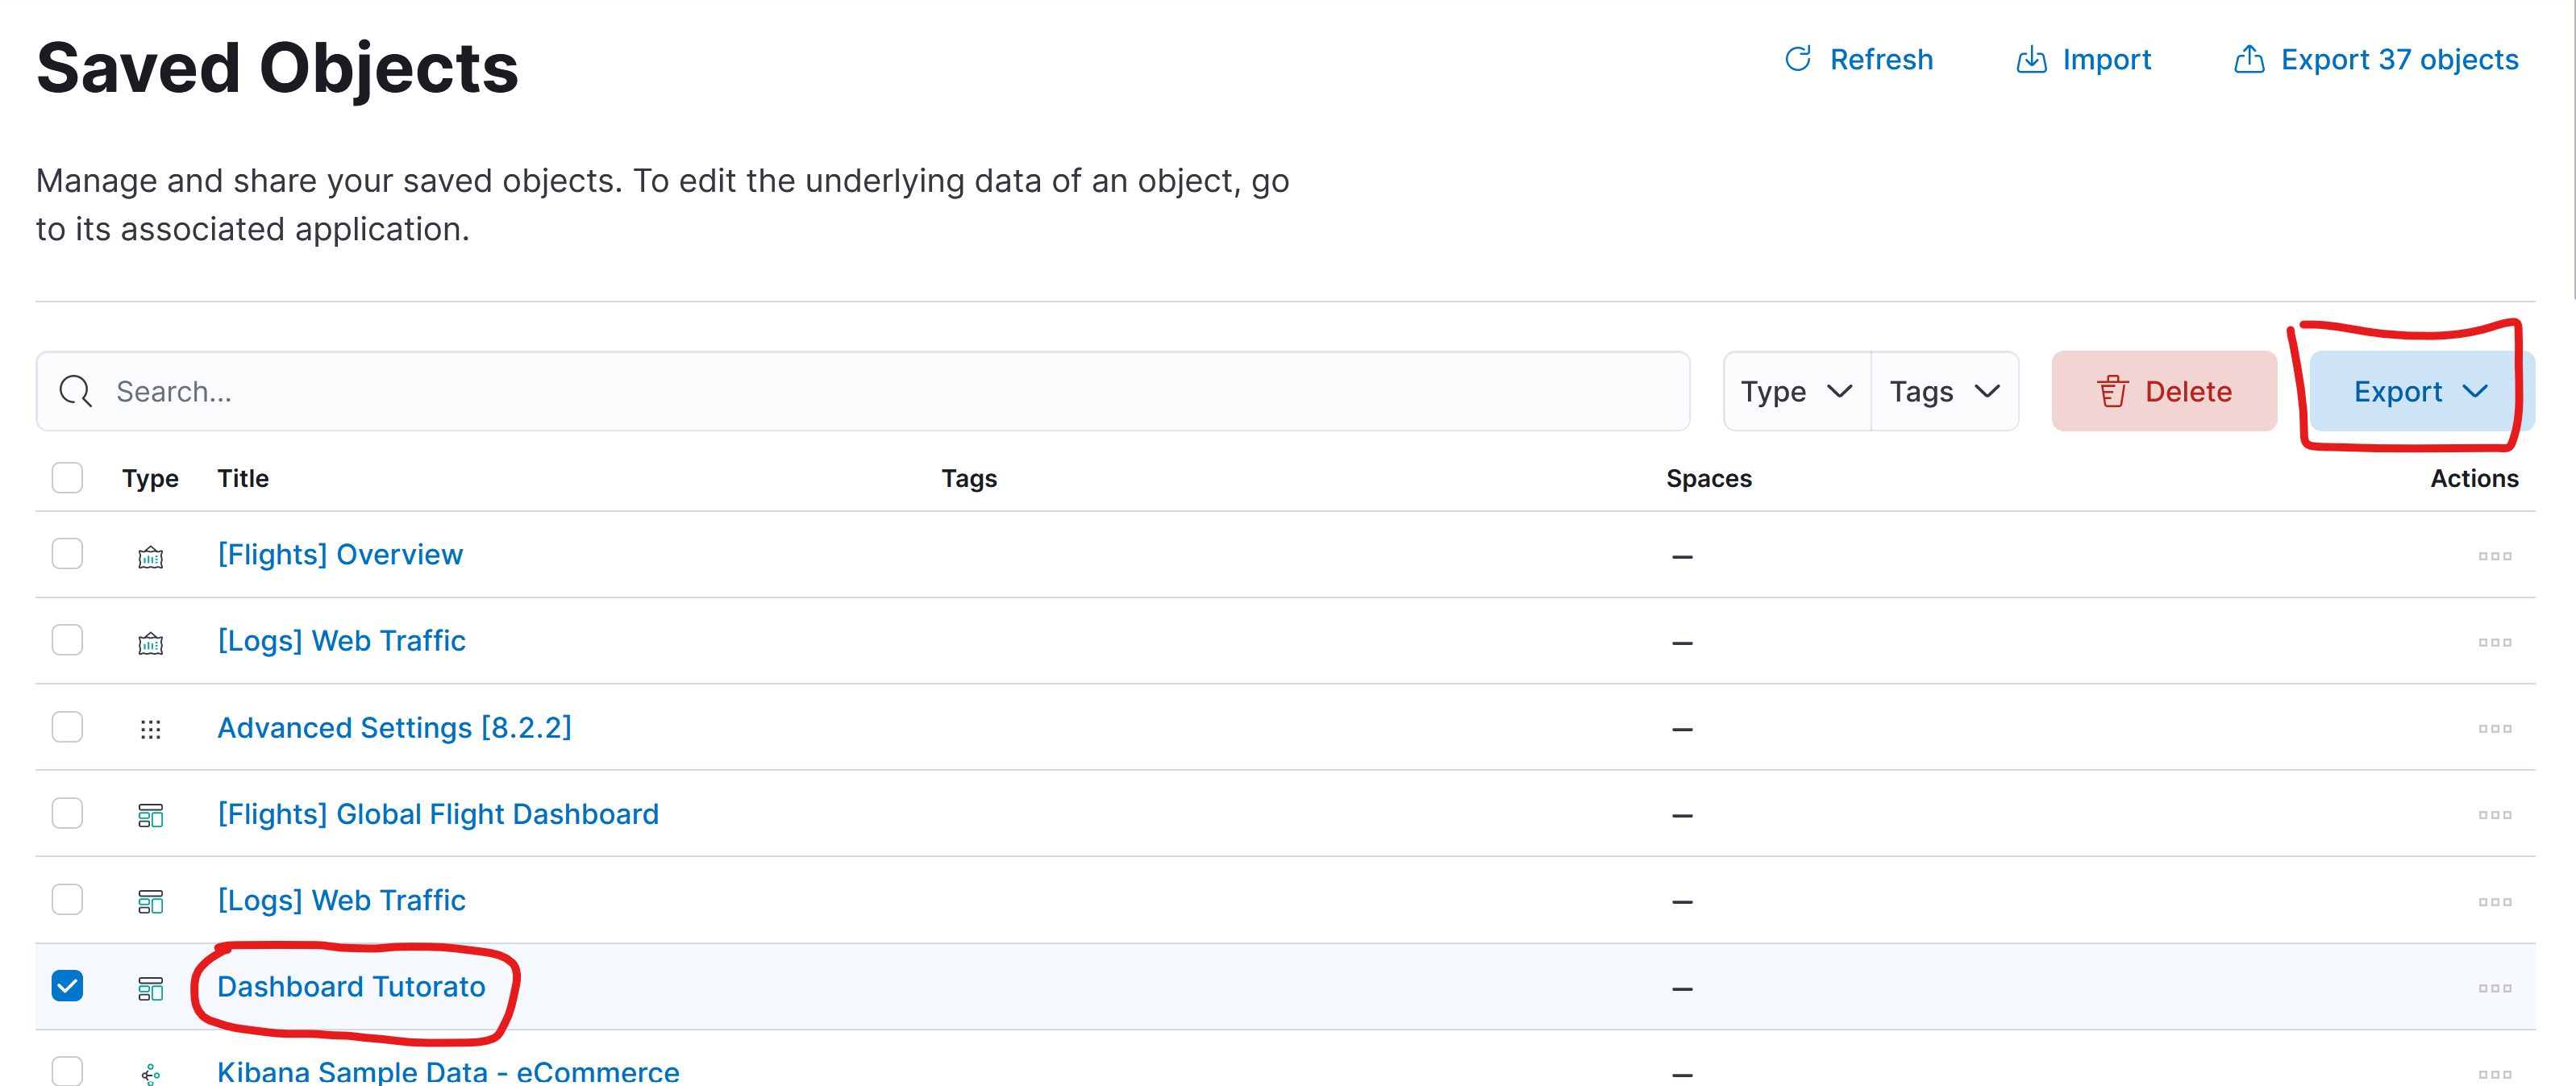 Saved Objects
Refresh
Import
Export 37 objects
Manage and share your saved objects. To edit the underlying data of an object, go
to its associated application.
Search...
Type
Tags
Delete
Export
Type Title Tags Spaces Actions
[Flights] Overview –
[Logs] Web Traffic –
Advanced Settings [8.2.2] –
[Flights] Global Flight Dashboard –
[Logs] Web Traffic –
Dashboard Tutorato –
Kibana Sample Data - eCommerce –